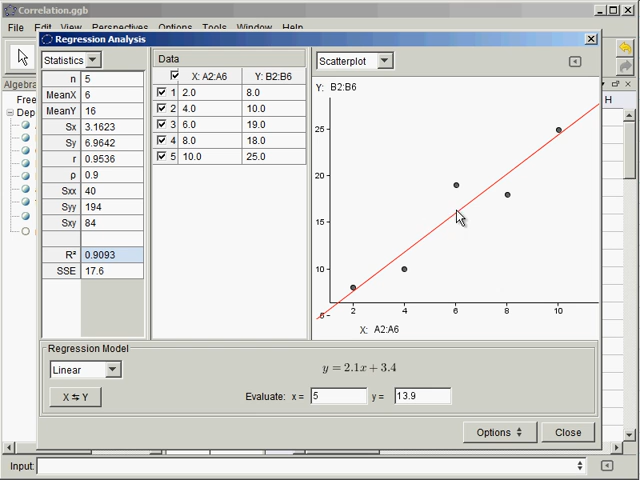 Correlation.ggb
File Edit View Perspectives Options Tools Window Help
Regression Analysis
Algebra
Free
Dep
H
Statistics
n 5
MeanX 6
MeanY 16
Sx 3.1623
Sy 6.9642
r 0.9536
ρ 0.9
Sxx 40
Syy 194
Sxy 84
R² 0.9093
SSE 17.6
Data
X: A2:A6 Y: B2:B6
1 2.0 8.0
2 4.0 10.0
3 6.0 19.0
4 8.0 18.0
5 10.0 25.0
Scatterplot
Y: B2:B6
25
20
15
10
5
2 4 6 8 10
X: A2:A6
Regression Model
Linear
y = 2.1x + 3.4
X ⇆ Y
Evaluate: x = 5 y = 13.9
Options Close
Input: